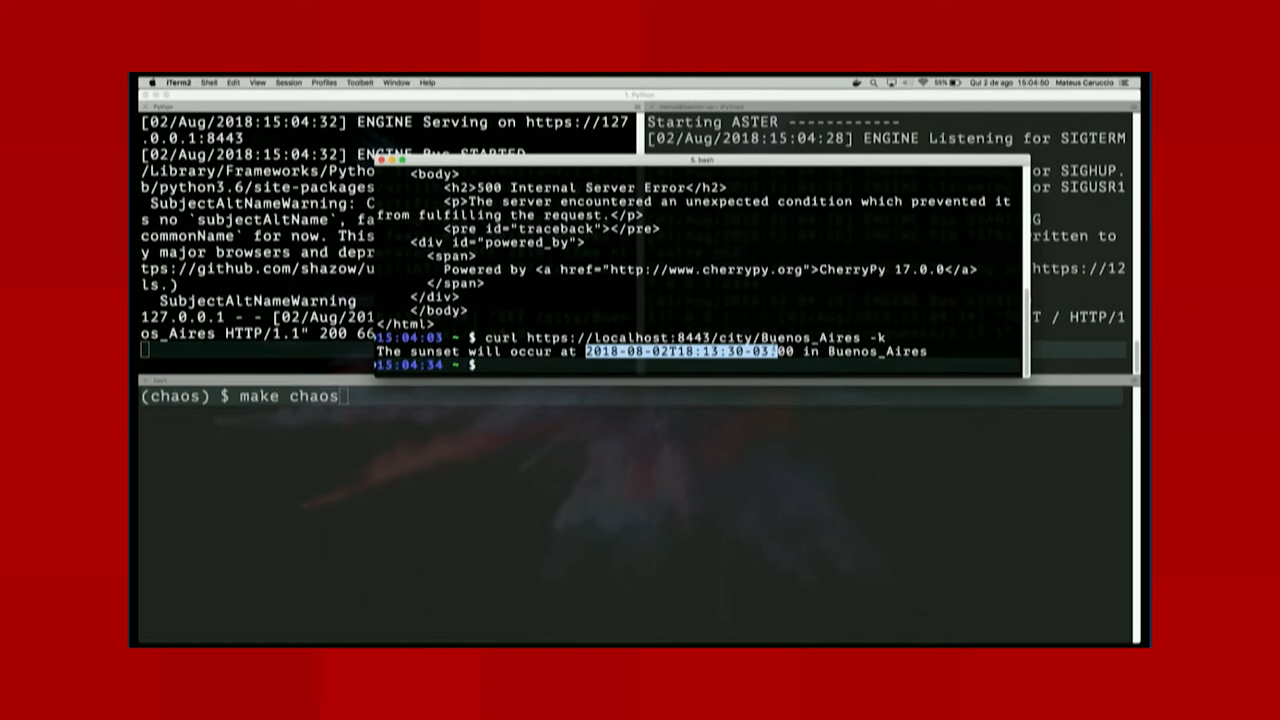 iTerm2 Shell Edit View Session Profiles Toolbelt Window Help
55% Qui 2 de ago 15:04:50 Mateus Caruccio
1. Python
Python
[02/Aug/2018:15:04:32] ENGINE Serving on https://127
.0.0.1:8443
[02/Aug/2018:15:04:32] ENGINE Bus STARTED
/Library/Frameworks/Pytho
b/python3.6/site-packages
SubjectAltNameWarning: C
s no `subjectAltName`, fa
commonName` for now. This
y major browsers and depr
tps://github.com/shazow/u
ls.)
SubjectAltNameWarning
127.0.0.1 - - [02/Aug/201
os_Aires HTTP/1.1" 200 66
Starting ASTER ------------
[02/Aug/2018:15:04:28] ENGINE Listening for SIGTERM
or SIGHUP.
or SIGUSR1
G
ritten to
https://12
T / HTTP/1
5. bash
<body>
<h2>500 Internal Server Error</h2>
<p>The server encountered an unexpected condition which prevented it
from fulfilling the request.</p>
<pre id="traceback"></pre>
<div id="powered_by">
<span>
Powered by <a href="http://www.cherrypy.org">CherryPy 17.0.0</a>
</span>
</div>
</body>
</html>
15:04:03 ~ $ curl https://localhost:8443/city/Buenos_Aires -k
The sunset will occur at 2018-08-02T18:13:30-03:00 in Buenos_Aires
15:04:34 ~ $
bash
(chaos) $ make chaos